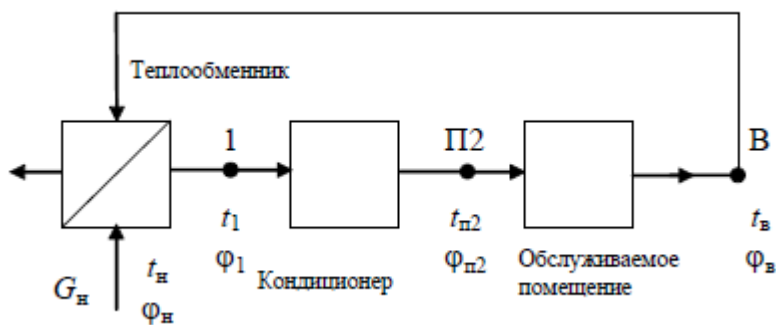 Теплообменник
1
П2
В
t₁
φ₁
Кондиционер
tп2
φп2
Обслуживаемое
помещение
tв
φв
Gн
tн
φн